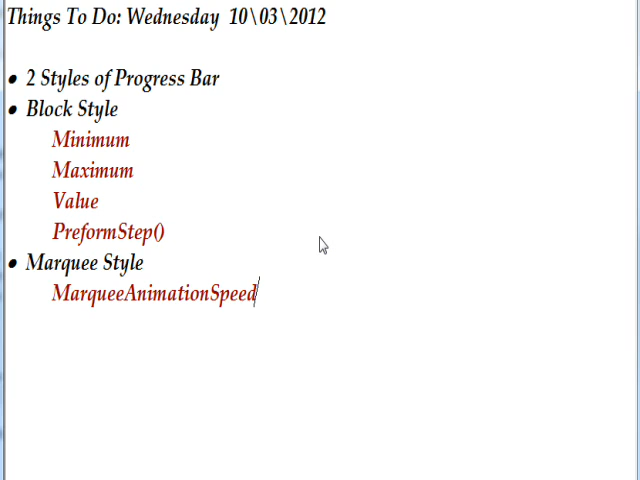 Things To Do: Wednesday 10\03\2012
• 2 Styles of Progress Bar
• Block Style
Minimum
Maximum
Value
PreformStep()
• Marquee Style
MarqueeAnimationSpeed